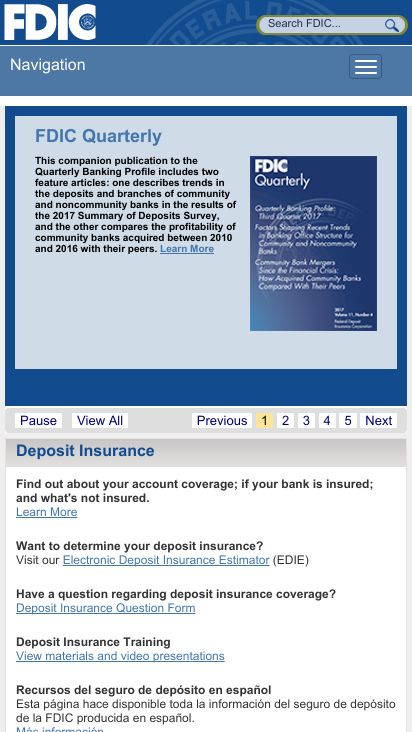 FDIC
Search FDIC...
Navigation
FDIC Quarterly
This companion publication to the
Quarterly Banking Profile includes two
feature articles: one describes trends in
the deposits and branches of community
and noncommunity banks in the results of
the 2017 Summary of Deposits Survey,
and the other compares the profitability of
community banks acquired between 2010
and 2016 with their peers. Learn More
FDIC
Quarterly
Quarterly Banking Profile:
Third Quarter 2017
Factors Shaping Recent Trends
in Banking Office Structure for
Community and Noncommunity
Banks
Community Bank Mergers
Since the Financial Crisis:
How Acquired Community Banks
Compared With Their Peers
2017
Volume 11, Number 4
Federal Deposit
Insurance Corporation
Pause View All Previous 1 2 3 4 5 Next
Deposit Insurance
Find out about your account coverage; if your bank is insured;
and what's not insured.
Learn More
Want to determine your deposit insurance?
Visit our Electronic Deposit Insurance Estimator (EDIE)
Have a question regarding deposit insurance coverage?
Deposit Insurance Question Form
Deposit Insurance Training
View materials and video presentations
Recursos del seguro de depósito en español
Esta página hace disponible toda la información del seguro de depósito
de la FDIC producida en español.
Más información